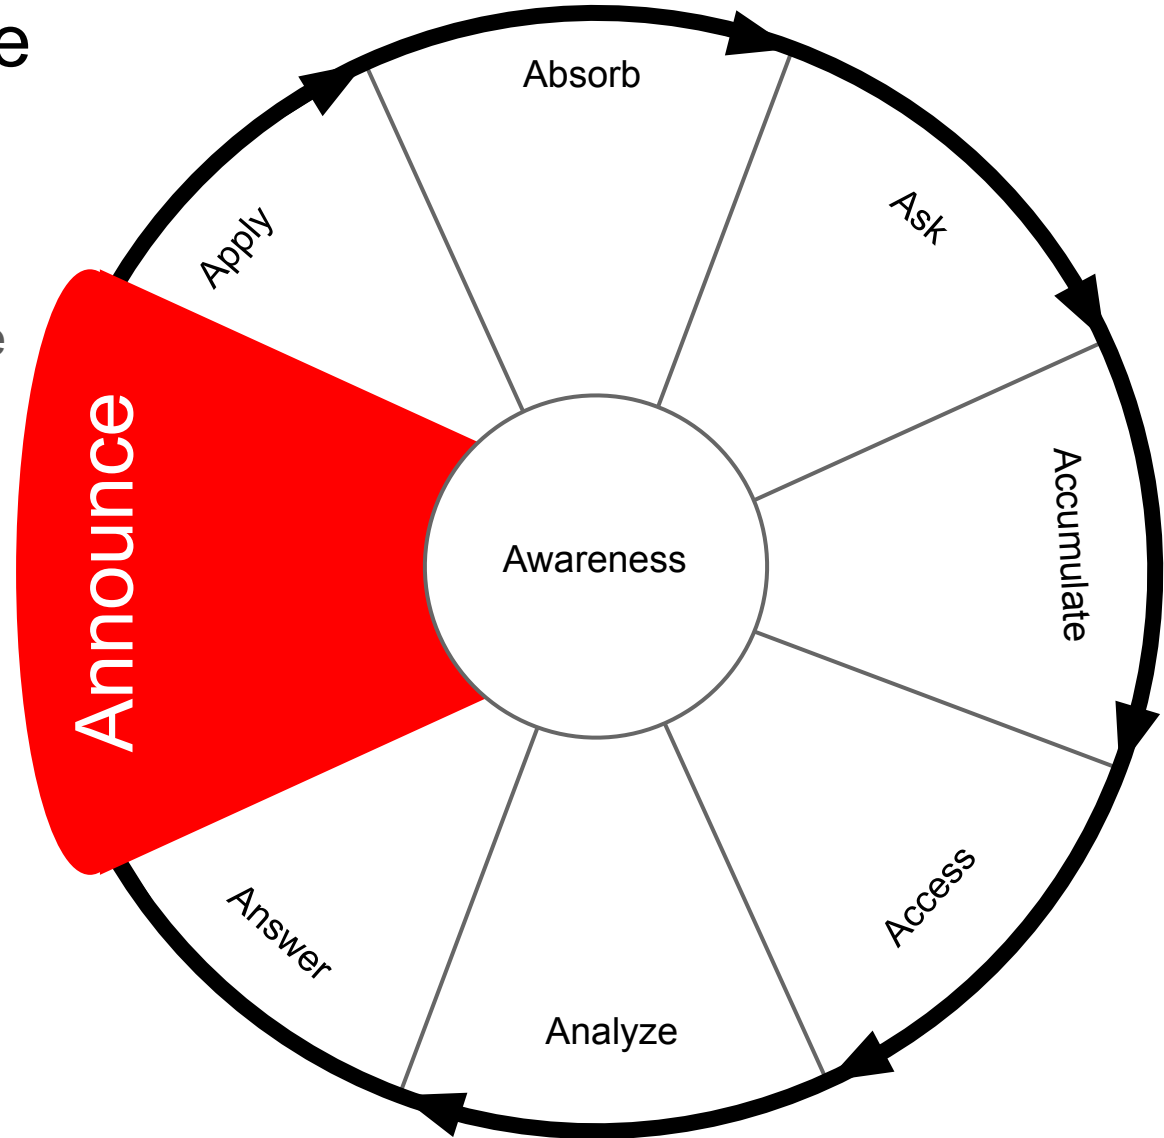 e
Absorb
Ask
Apply
e
Announce
Accumulate
Awareness
Access
Answer
Analyze